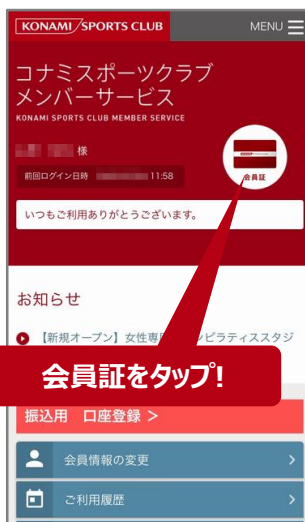 KONAMI SPORTS CLUB
MENU
コナミスポーツクラブ
メンバーサービス
KONAMI SPORTS CLUB MEMBER SERVICE
様
前回ログイン日時 11:58
会員証
いつもご利用ありがとうございます。
お知らせ
【新規オープン】女性専 ンピラティススタジ
会員証をタップ!
振込用 口座登録 >
会員情報の変更
ご利用履歴